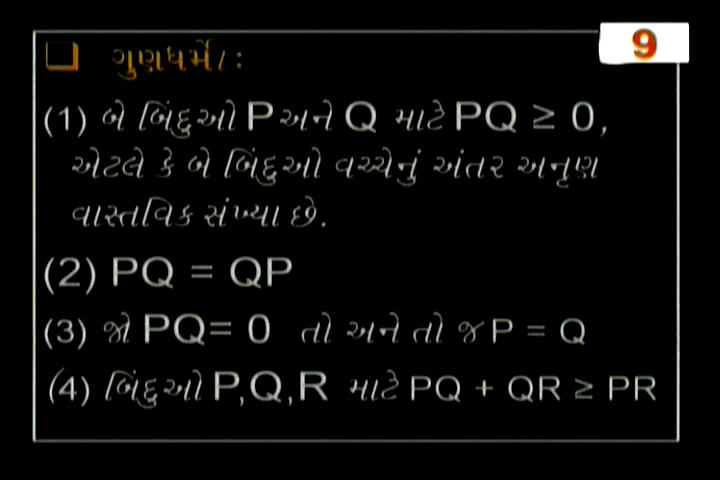 9
ગુણધર્મો :
(1) બે બિંદુઓ P અને Q માટે PQ ≥ 0,
એટલે કે બે બિંદુઓ વચ્ચેનું અંતર અનૃણ
વાસ્તવિક સંખ્યા છે.
(2) PQ = QP
(3) જો PQ= 0 તો અને તો જ P = Q
(4) બિંદુઓ P,Q,R માટે PQ + QR ≥ PR